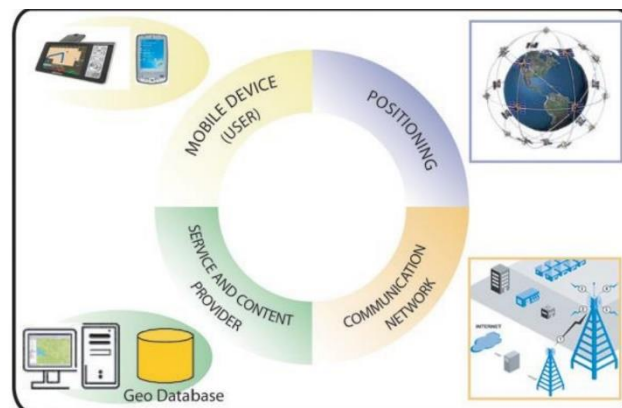 MOBILE DEVICE
(USER)
POSITIONING
SERVICE AND CONTENT
PROVIDER
COMMUNICATION
NETWORK
Geo Database
INTERNET